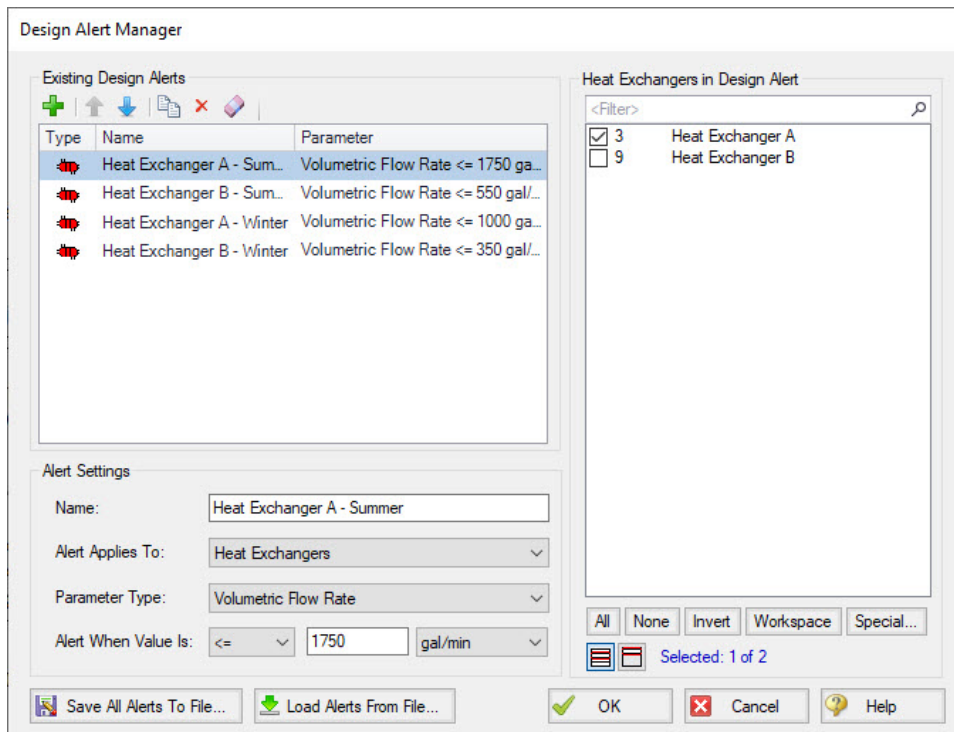 Design Alert Manager
Existing Design Alerts
Type Name Parameter
Heat Exchanger A - Sum... Volumetric Flow Rate <= 1750 ga...
Heat Exchanger B - Sum... Volumetric Flow Rate <= 550 gal/...
Heat Exchanger A - Winter Volumetric Flow Rate <= 1000 ga...
Heat Exchanger B - Winter Volumetric Flow Rate <= 350 gal/...
Alert Settings
Name: Heat Exchanger A - Summer
Alert Applies To: Heat Exchangers
Parameter Type: Volumetric Flow Rate
Alert When Value Is: <= 1750 gal/min
Heat Exchangers in Design Alert
<Filter>
3 Heat Exchanger A
9 Heat Exchanger B
All None Invert Workspace Special...
Selected: 1 of 2
Save All Alerts To File... Load Alerts From File... OK Cancel Help